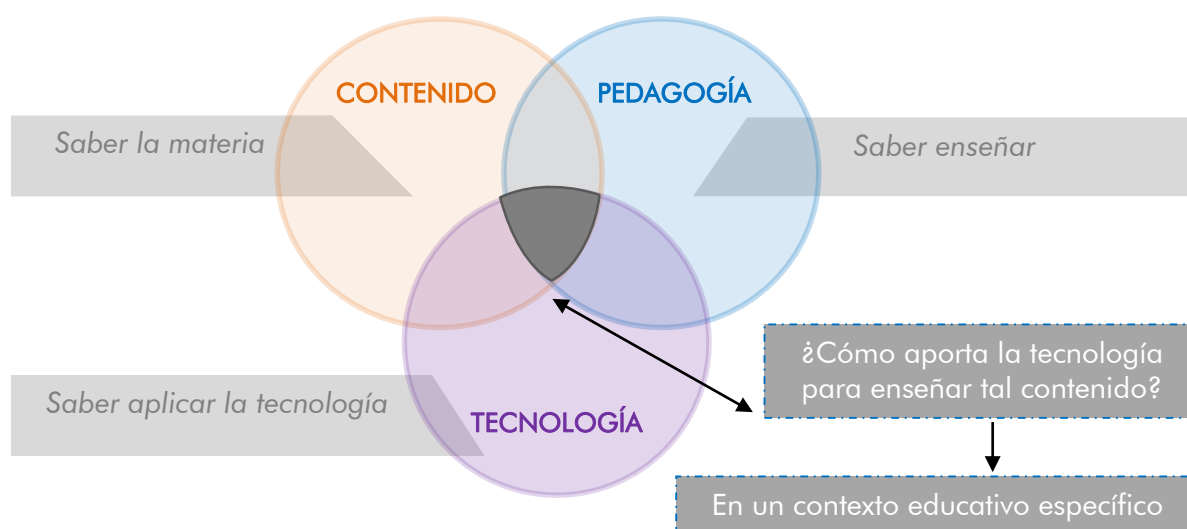 CONTENIDO
PEDAGOGÍA
Saber la materia
Saber enseñar
¿Cómo aporta la tecnología
para enseñar tal contenido?
Saber aplicar la tecnología
TECNOLOGÍA
En un contexto educativo específico